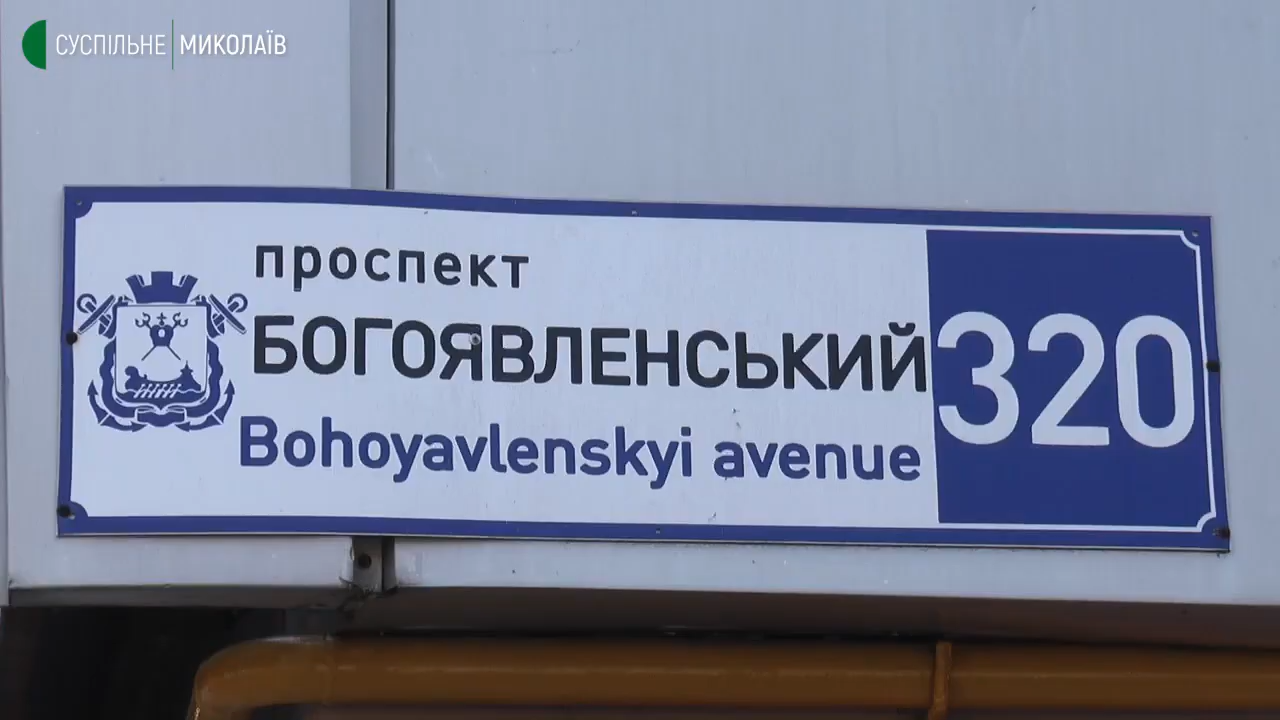 СУСПІЛЬНЕ МИКОЛАЇВ
проспект
БОГОЯВЛЕНСЬКИЙ
320
Bohoyavlenskyi avenue